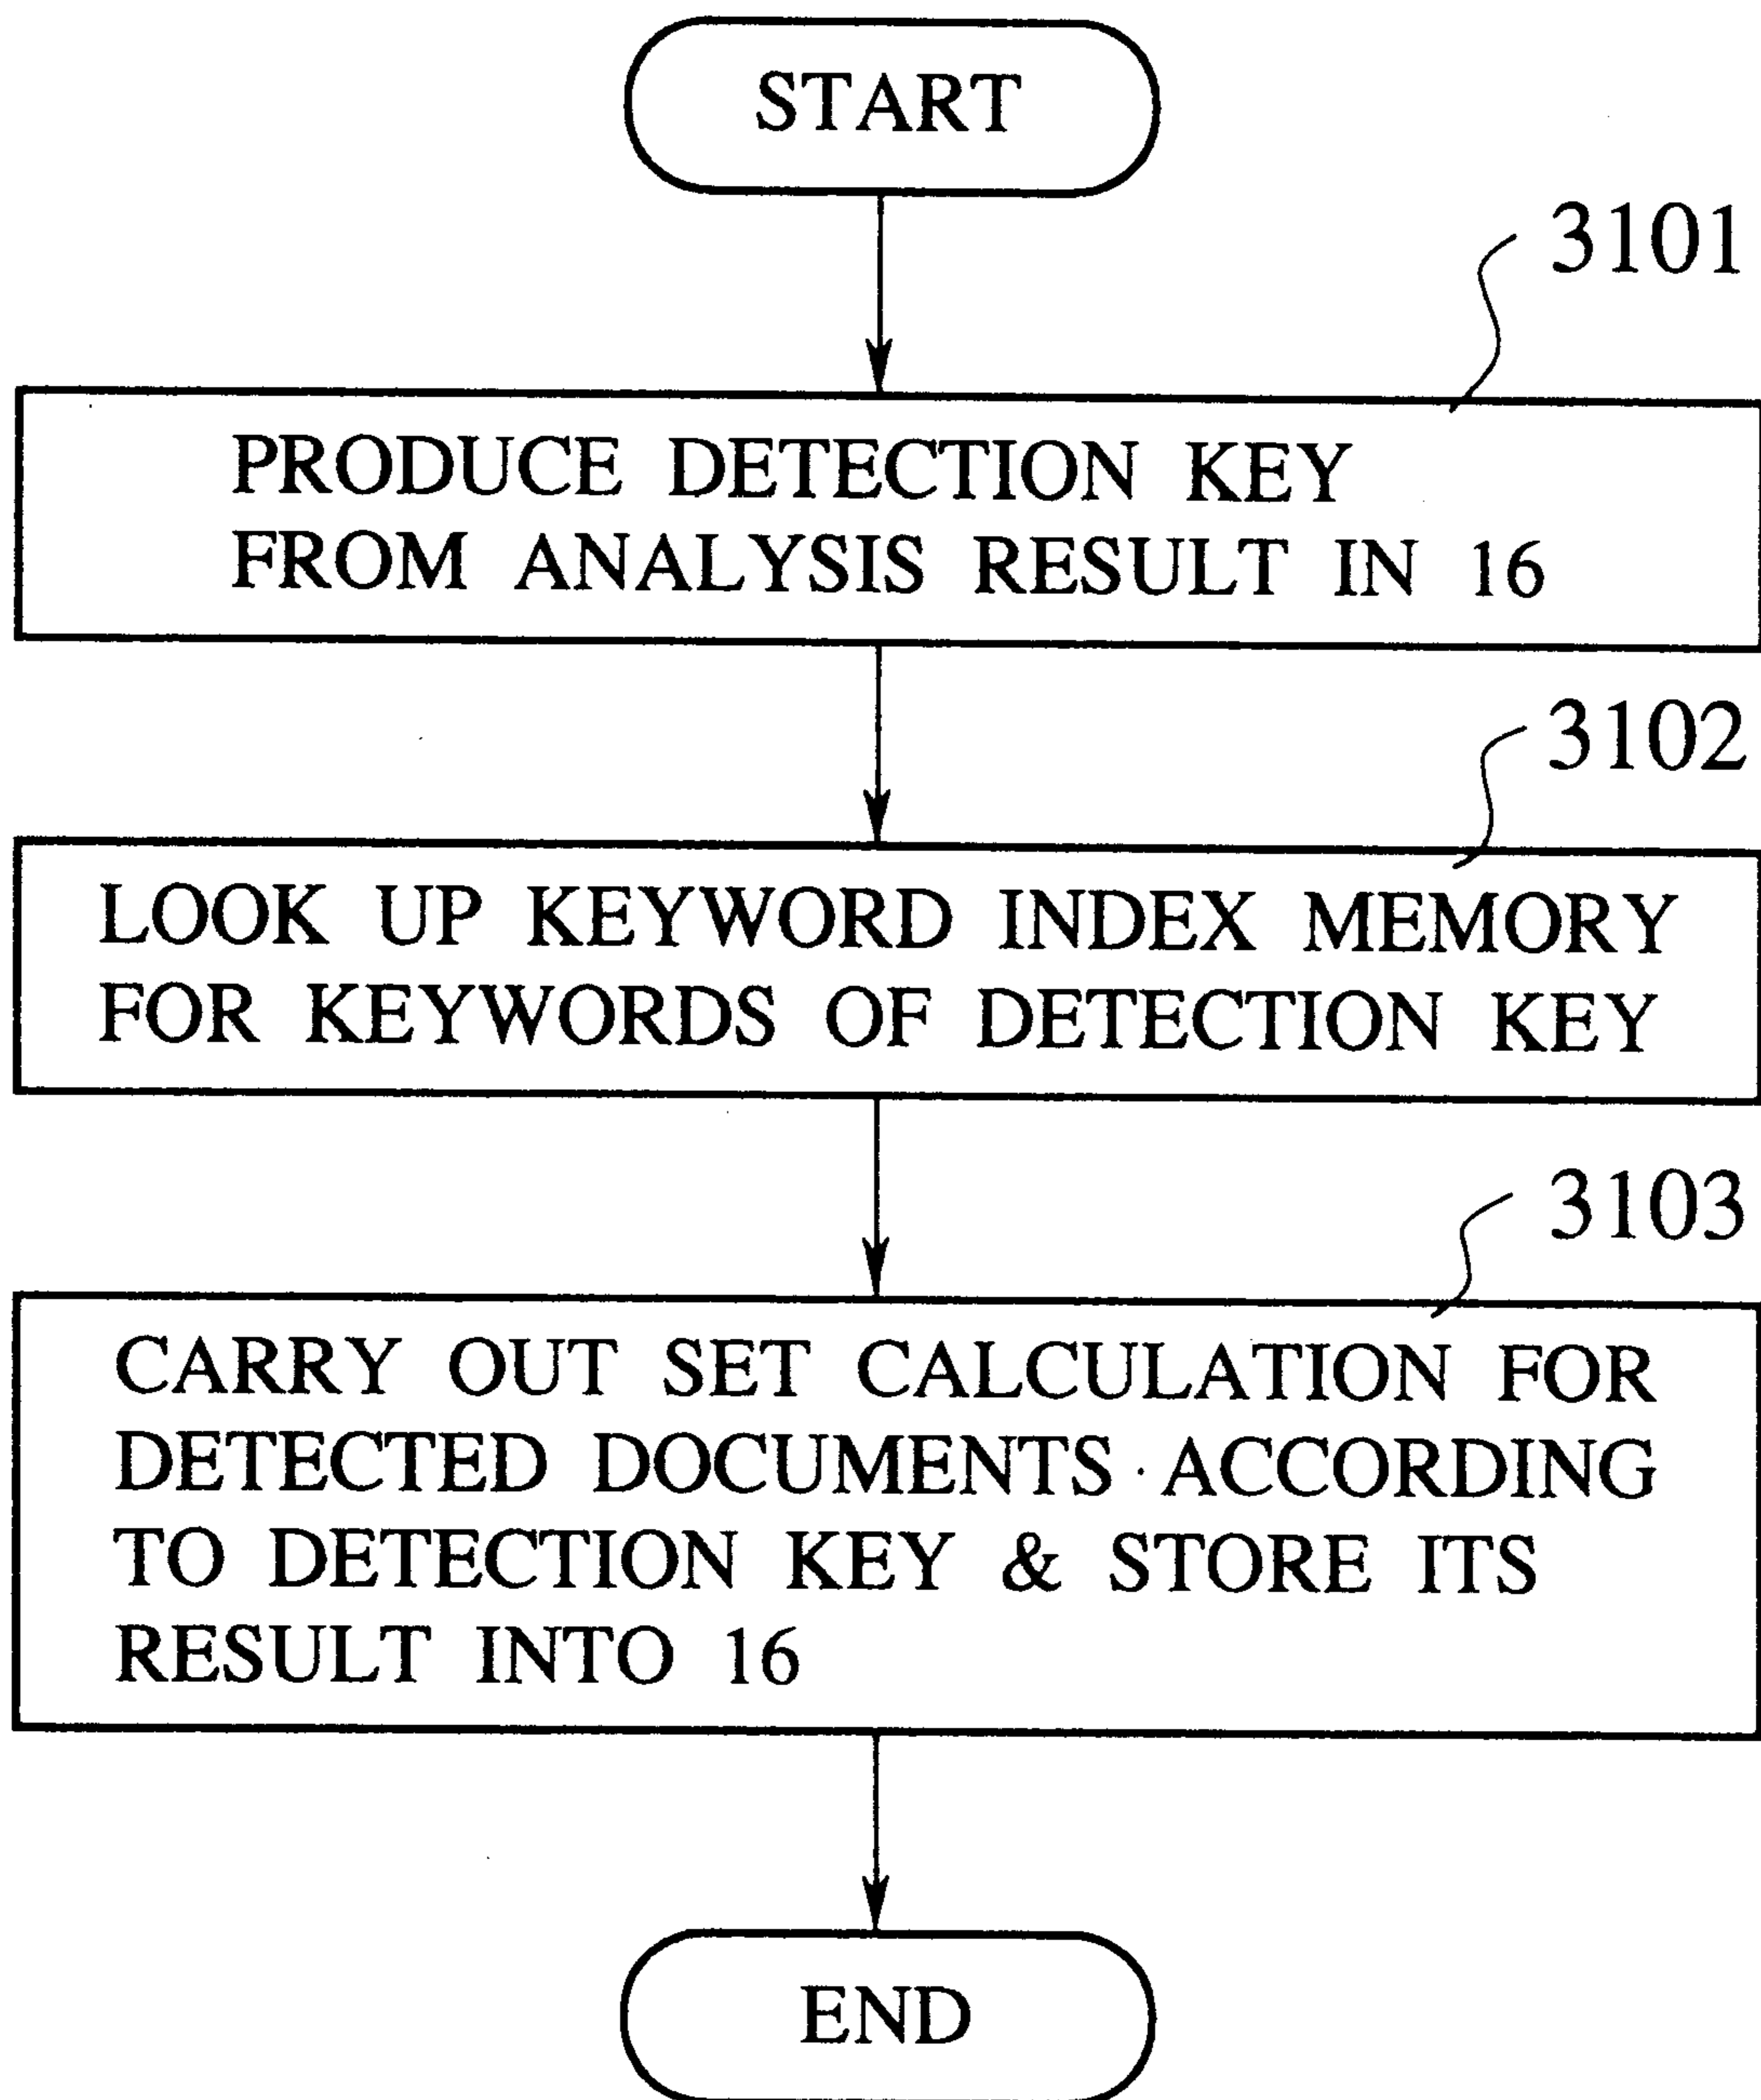 START
3101
PRODUCE DETECTION KEY
FROM ANALYSIS RESULT IN 16
3102
LOOK UP KEYWORD INDEX MEMORY
FOR KEYWORDS OF DETECTION KEY
3103
CARRY OUT SET CALCULATION FOR
DETECTED DOCUMENTS ACCORDING
TO DETECTION KEY & STORE ITS
RESULT INTO 16
END